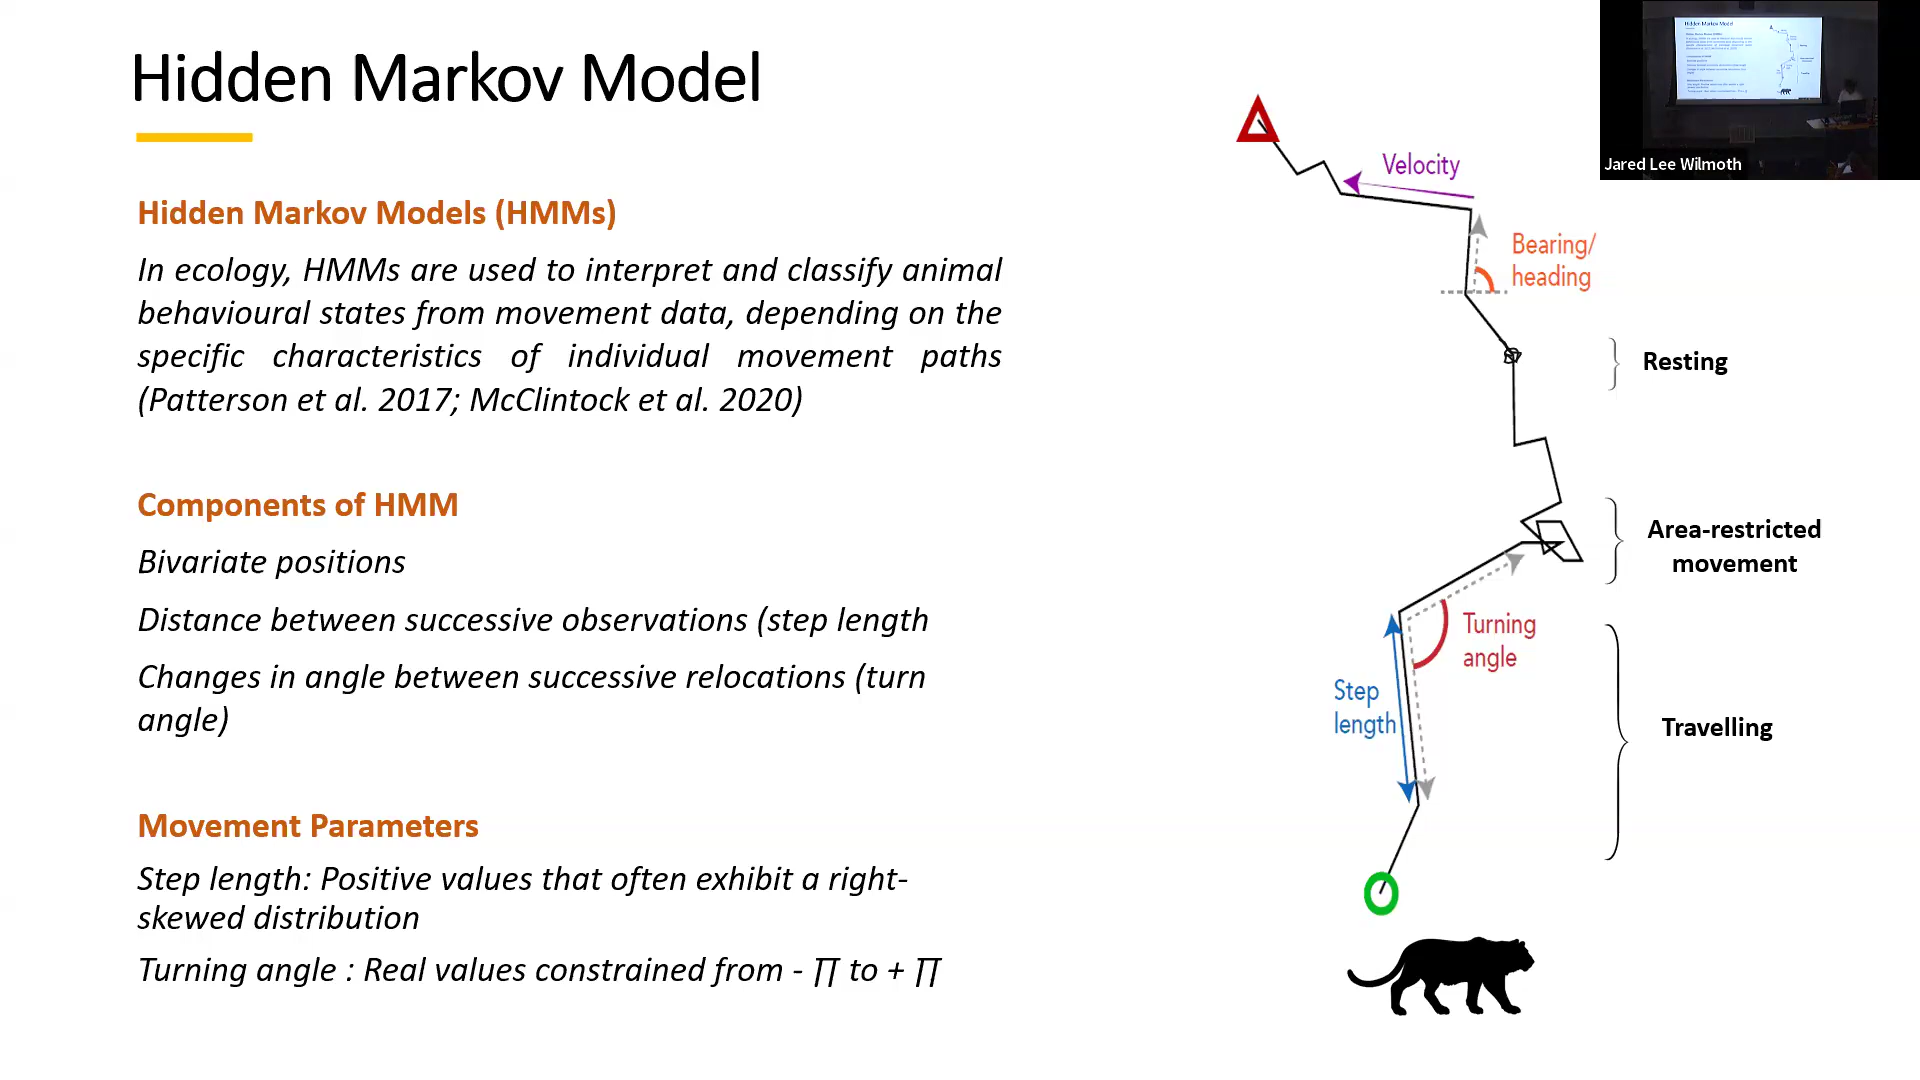 Hidden Markov Model
Hidden Markov Models (HMMs)
In ecology, HMMs are used to interpret and classify animal
behavioural states from movement data, depending on the
specific characteristics of individual movement paths
(Patterson et al. 2017; McClintock et al. 2020)
Components of HMM
Bivariate positions
Distance between successive observations (step length
Changes in angle between successive relocations (turn
angle)
Movement Parameters
Step length: Positive values that often exhibit a right-
skewed distribution
Turning angle : Real values constrained from - ∏ to + ∏
Velocity
Bearing/
heading
Resting
Area-restricted
movement
Turning
angle
Step
length
Travelling
Jared Lee Wilmoth
Hidden Markov Model